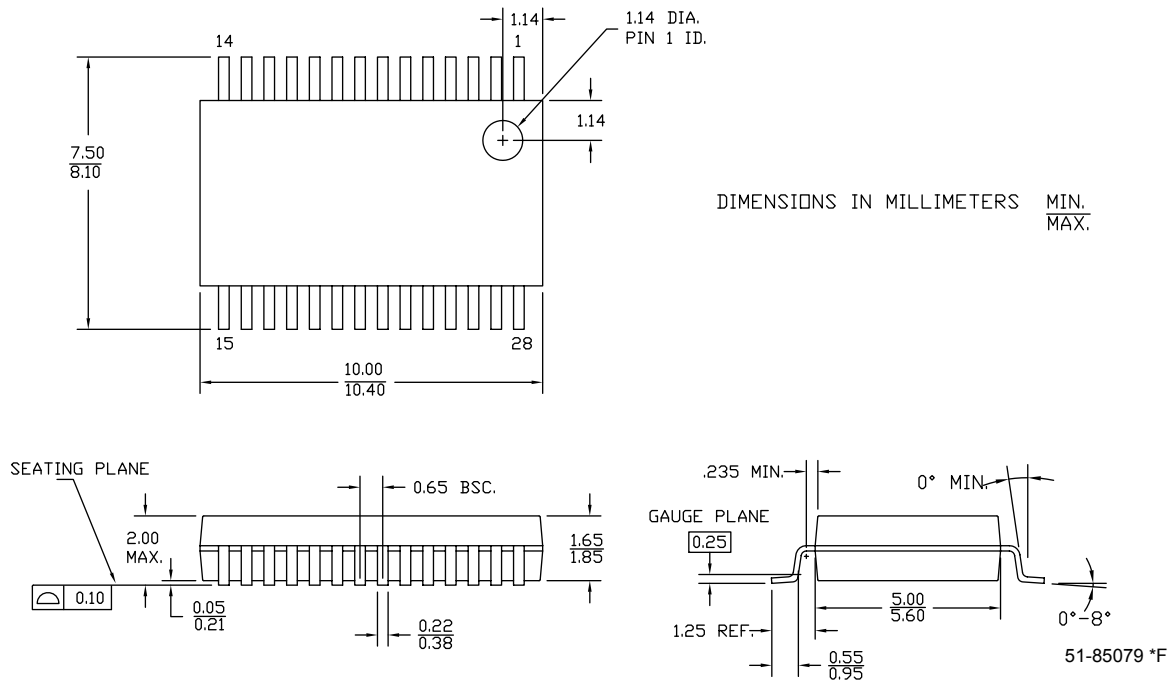 1.14
1.14 DIA.
PIN 1 ID.
14
1
1.14
7.50
8.10
DIMENSIONS IN MILLIMETERS MIN.
MAX.
15
28
10.00
10.40
SEATING PLANE
0.65 BSC.
2.00
MAX.
1.65
1.85
0.10
0.05
0.21
0.22
0.38
.235 MIN.
0° MIN.
GAUGE PLANE
0.25
5.00
5.60
1.25 REF.
0.55
0.95
0°-8°
51-85079 *F